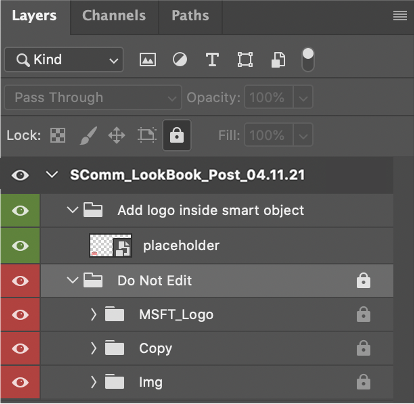 Layers Channels Paths
Kind
Pass Through Opacity: 100%
Lock: Fill: 100%
SComm_LookBook_Post_04.11.21
Add logo inside smart object
placeholder
Do Not Edit
MSFT_Logo
Copy
Img